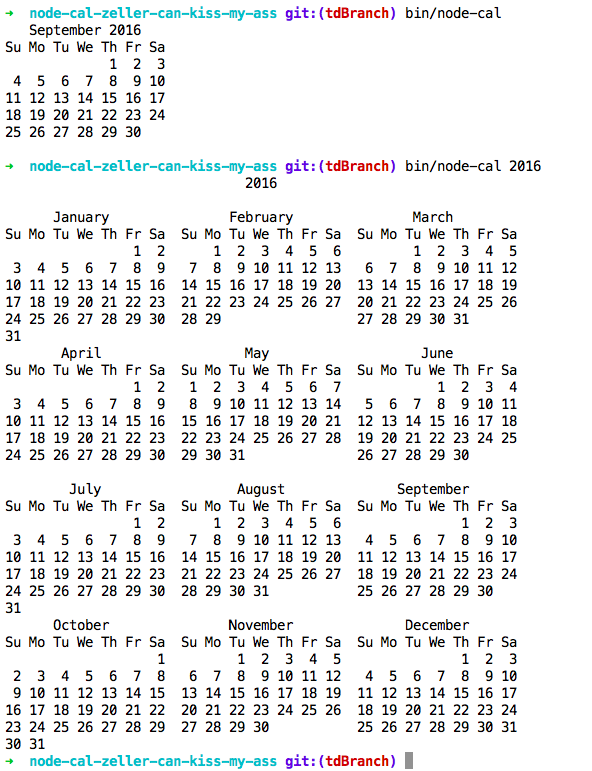 ➜  node-cal-zeller-can-kiss-my-ass git:(tdBranch) bin/node-cal
   September 2016
Su Mo Tu We Th Fr Sa
             1  2  3
 4  5  6  7  8  9 10
11 12 13 14 15 16 17
18 19 20 21 22 23 24
25 26 27 28 29 30

➜  node-cal-zeller-can-kiss-my-ass git:(tdBranch) bin/node-cal 2016
                              2016

      January               February               March
Su Mo Tu We Th Fr Sa  Su Mo Tu We Th Fr Sa  Su Mo Tu We Th Fr Sa
                1  2      1  2  3  4  5  6         1  2  3  4  5
 3  4  5  6  7  8  9   7  8  9 10 11 12 13   6  7  8  9 10 11 12
10 11 12 13 14 15 16  14 15 16 17 18 19 20  13 14 15 16 17 18 19
17 18 19 20 21 22 23  21 22 23 24 25 26 27  20 21 22 23 24 25 26
24 25 26 27 28 29 30  28 29                 27 28 29 30 31
31
       April                  May                   June
Su Mo Tu We Th Fr Sa  Su Mo Tu We Th Fr Sa  Su Mo Tu We Th Fr Sa
                1  2   1  2  3  4  5  6  7            1  2  3  4
 3  4  5  6  7  8  9   8  9 10 11 12 13 14   5  6  7  8  9 10 11
10 11 12 13 14 15 16  15 16 17 18 19 20 21  12 13 14 15 16 17 18
17 18 19 20 21 22 23  22 23 24 25 26 27 28  19 20 21 22 23 24 25
24 25 26 27 28 29 30  29 30 31              26 27 28 29 30

        July                 August              September
Su Mo Tu We Th Fr Sa  Su Mo Tu We Th Fr Sa  Su Mo Tu We Th Fr Sa
                1  2      1  2  3  4  5  6               1  2  3
 3  4  5  6  7  8  9   7  8  9 10 11 12 13   4  5  6  7  8  9 10
10 11 12 13 14 15 16  14 15 16 17 18 19 20  11 12 13 14 15 16 17
17 18 19 20 21 22 23  21 22 23 24 25 26 27  18 19 20 21 22 23 24
24 25 26 27 28 29 30  28 29 30 31           25 26 27 28 29 30
31
      October               November               December
Su Mo Tu We Th Fr Sa  Su Mo Tu We Th Fr Sa  Su Mo Tu We Th Fr Sa
                   1         1  2  3  4  5               1  2  3
 2  3  4  5  6  7  8   6  7  8  9 10 11 12   4  5  6  7  8  9 10
 9 10 11 12 13 14 15  13 14 15 16 17 18 19  11 12 13 14 15 16 17
16 17 18 19 20 21 22  20 21 22 23 24 25 26  18 19 20 21 22 23 24
23 24 25 26 27 28 29  27 28 29 30           25 26 27 28 29 30 31
30 31
➜  node-cal-zeller-can-kiss-my-ass git:(tdBranch)